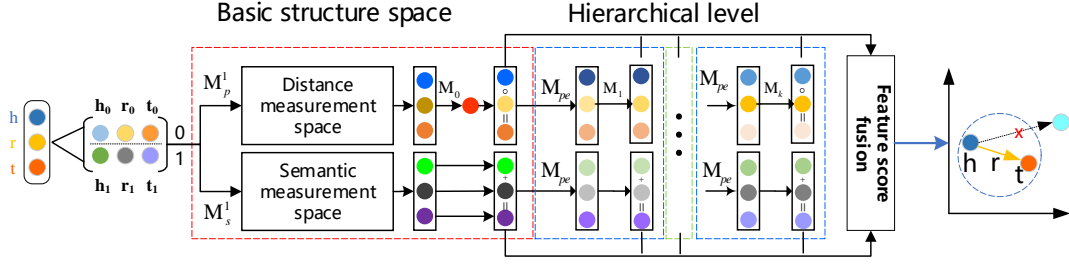 Basic structure space
Hierarchical level
h
r
t
h₀ r₀ t₀
h₁ r₁ t₁
0
1
M¹ₚ
M¹ₛ
Distance
measurement
space
Semantic
measurement
space
M₀
∘
=
+
=
Mₚₑ
M₁
∘
=
Mₚₑ
+
=
Mₚₑ
Mₖ
∘
=
Mₚₑ
+
=
Feature score
fusion
x
h r t